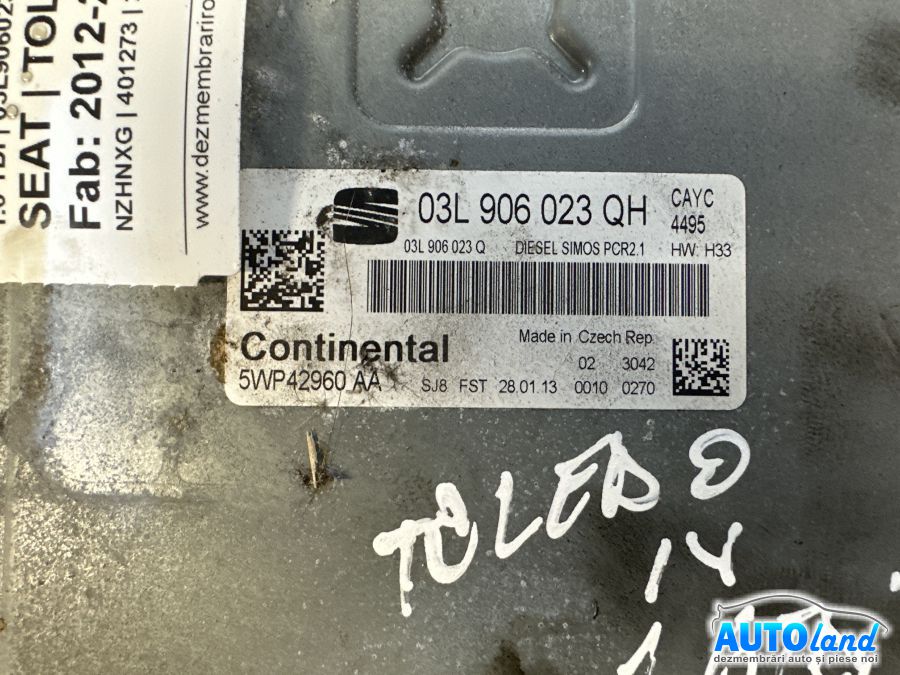 SEAT | TOL
Fab: 2012-2
NZHNXG | 401273 |
www.dezmembrariro
03L 906 023 QH
CAYC
4495
03L 906 023 Q DIESEL SIMOS PCR2.1 HW: H33
Continental
Made in Czech Rep
02 3042
5WP42960 AA SJ8 FST 28.01.13 0010 0270
TOLEDO
14
AUTOland
dezmembrări auto și piese noi